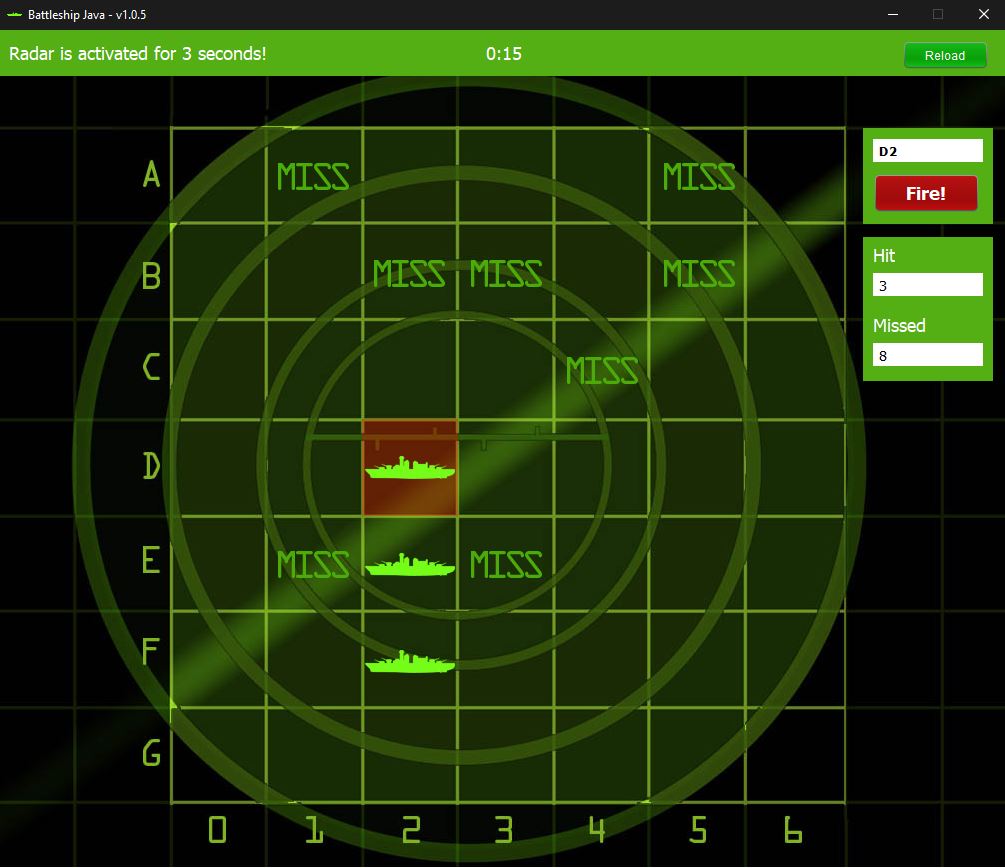 Battleship Java - v1.0.5
Radar is activated for 3 seconds! 0:15 Reload
D2
Fire!
Hit
3
Missed
8
A MISS MISS
B MISS MISS MISS
C MISS
D
E MISS MISS
F
G
0 1 2 3 4 5 6